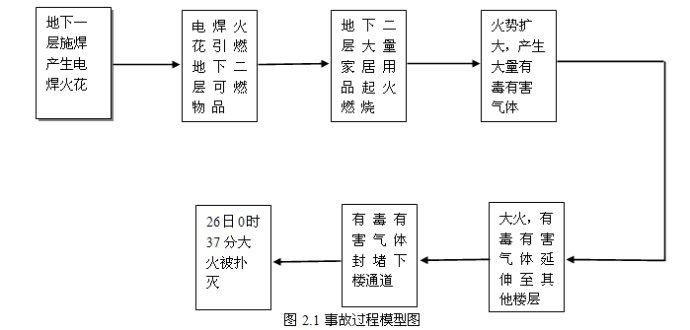 地下一
层施焊
产生电
焊火花
电焊火
花引燃
地下二
层可燃
物品
地下二
层大量
家居用
品起火
燃烧
火势扩
大，产生
大量有
毒有害
气体
大火，有
毒有害
气体延
伸至其
他楼层
有毒有
害气体
封堵下
楼通道
26日0时
37分大
火被扑
灭
图 2.1 事故过程模型图